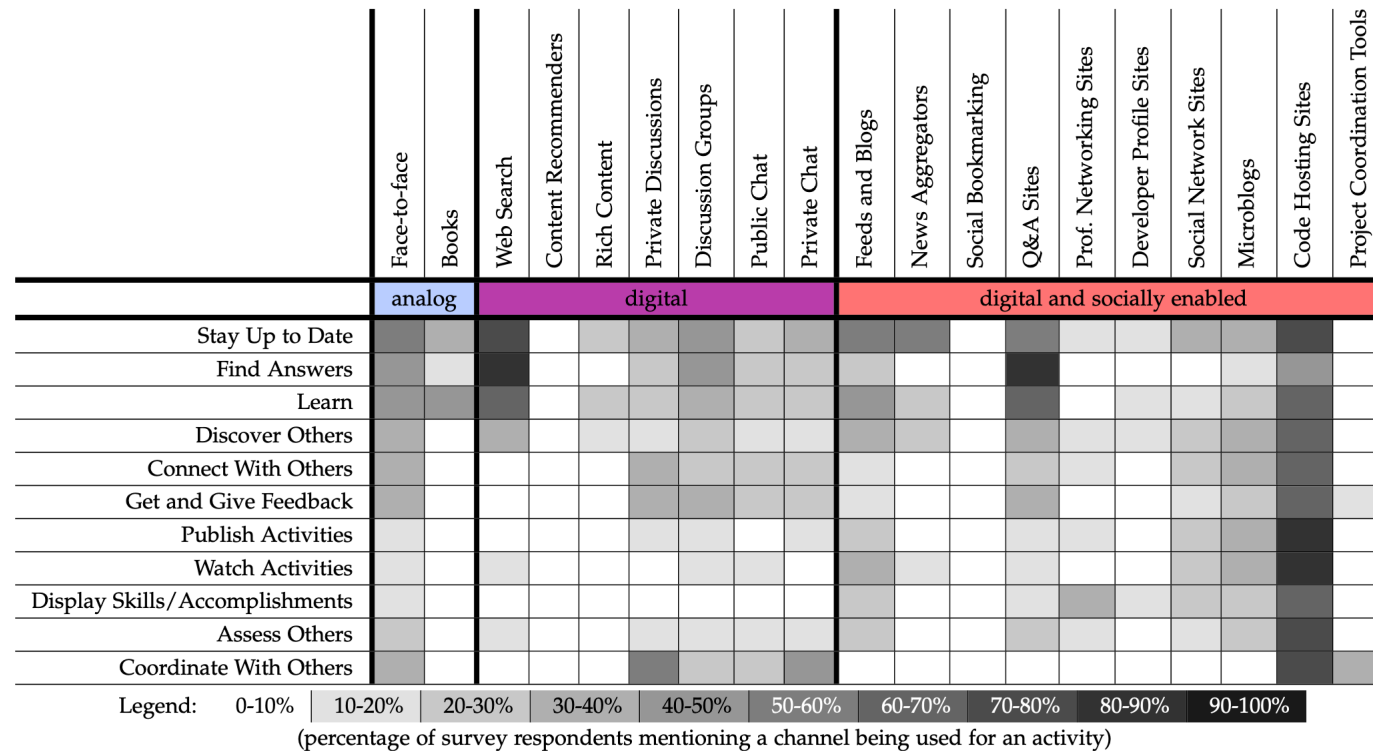 Face-to-face
Books
Web Search
Content Recommenders
Rich Content
Private Discussions
Discussion Groups
Public Chat
Private Chat
Feeds and Blogs
News Aggregators
Social Bookmarking
Q&A Sites
Prof. Networking Sites
Developer Profile Sites
Social Network Sites
Microblogs
Code Hosting Sites
Project Coordination Tools
analog digital digital and socially enabled
Stay Up to Date
Find Answers
Learn
Discover Others
Connect With Others
Get and Give Feedback
Publish Activities
Watch Activities
Display Skills/Accomplishments
Assess Others
Coordinate With Others
Legend: 0-10% 10-20% 20-30% 30-40% 40-50% 50-60% 60-70% 70-80% 80-90% 90-100%
(percentage of survey respondents mentioning a channel being used for an activity)